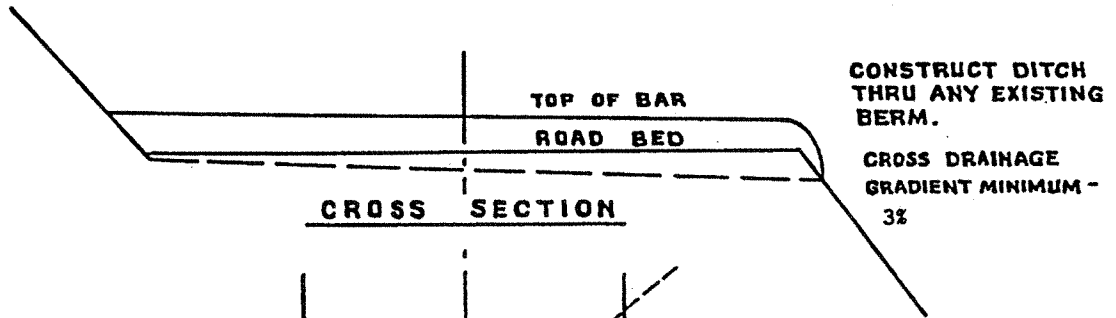 TOP OF BAR
ROAD BED
CROSS SECTION
CONSTRUCT DITCH
THRU ANY EXISTING
BERM.
CROSS DRAINAGE
GRADIENT MINIMUM -
3%